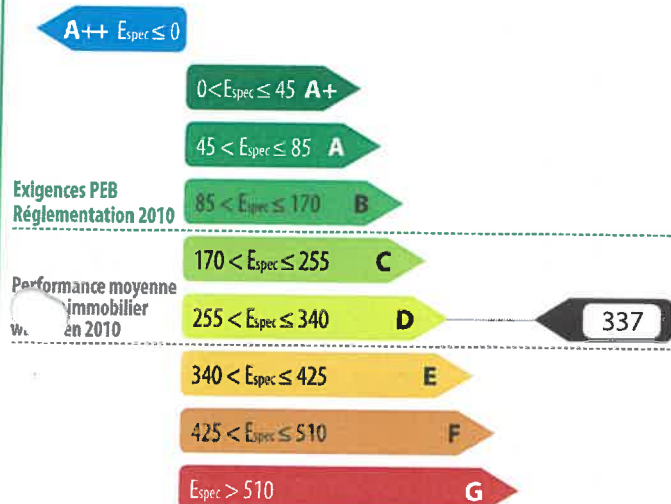 A++ Espec ≤ 0
0<Espec ≤ 45 A+
45 < Espec ≤ 85 A
Exigences PEB
Réglementation 2010
85 < Espec ≤ 170 B
170 < Espec ≤ 255 C
Performance moyenne
immobilier
en 2010
255 < Espec ≤ 340 D
337
340 < Espec ≤ 425 E
425 < Espec ≤ 510 F
Espec > 510 G